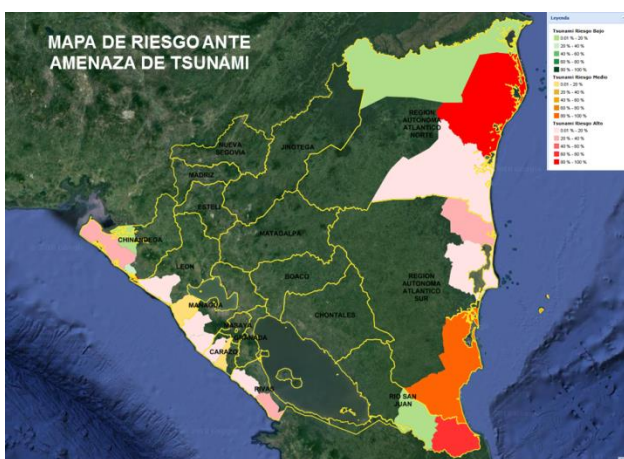 MAPA DE RIESGO ANTE
AMENAZA DE TSUNAMI
Leyenda
Tsunami Riesgo Bajo
0.01 % - 20 %
20 % - 40 %
40 % - 60 %
60 % - 80 %
80 % - 100 %
Tsunami Riesgo Medio
0.01 - 20 %
20 % - 40 %
40 % - 60 %
60 % - 80 %
80 % - 100 %
Tsunami Riesgo Alto
0.01 % - 20 %
20 % - 40 %
40 % - 60 %
60 % - 80 %
80 % - 100 %
REGION
AUTONOMA
ATLANTICO
NORTE
JINOTEGA
NUEVA
SEGOVIA
MADRIZ
ESTELI
CHINANDEGA
MATAGALPA
LEON
BOACO
REGION
AUTONOMA
ATLANTICO
SUR
MANAGUA
CHONTALES
MASAYA
GRANADA
CARAZO
RIVAS
RIO SAN
JUAN